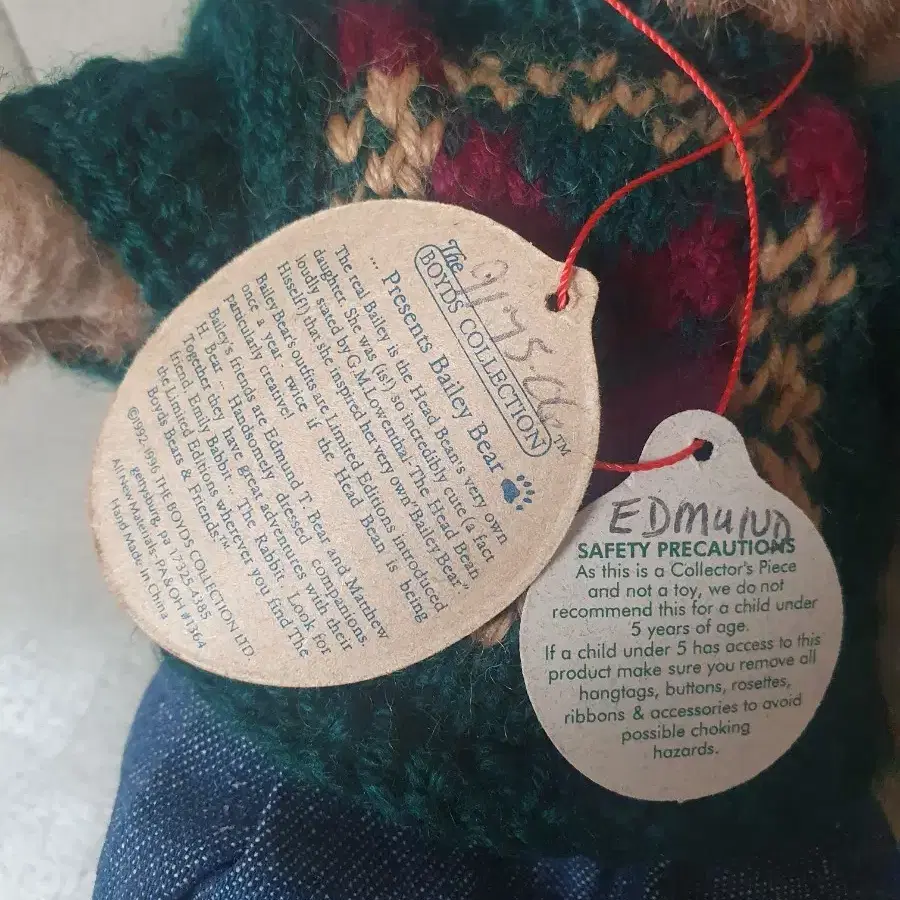 The
BOYDS COLLECTION™
... Presents Bailey Bear
The real Bailey is the Head Bean's very own
daughter. She was (is!) so incredibly cute (a fact
loudly stated by G.M.Lowenthal 'The Head Bean'
Hisself!) that she inspired her very own "Bailey Bear."
Bailey Bear's outfits are Limited Editions introduced
once a year .. twice if the Head Bean is being
particularly creative!
Bailey's friends are Edmund T. Bear and Matthew
H. Bear .. Handsomely dressed companions.
Together they have great adventures with their
friend, Emily Babbit .. The Rabbit. Look for
the Limited Editions wherever you find The
Boyds Bears & Friends.™
©1992-1996 THE BOYDS COLLECTION LTD.
gettysburg, pa 17325-4385
All New Materials-PA&OH #1364
Hand Made in China
EDMUND
SAFETY PRECAUTIONS
As this is a Collector's Piece
and not a toy, we do not
recommend this for a child under
5 years of age.
If a child under 5 has access to this
product make sure you remove all
hangtags, buttons, rosettes,
ribbons & accessories to avoid
possible choking
hazards.